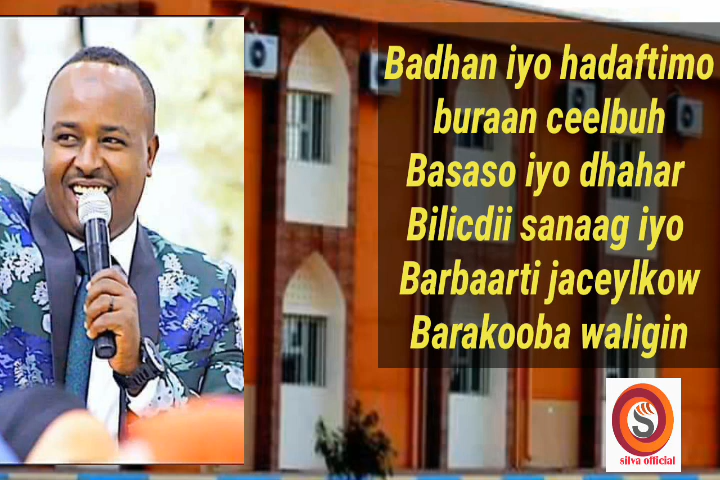 Badhan iyo hadaftimo
buraan ceelbuh
Basaso iyo dhahar
Bilicdii sanaag iyo
Barbaarti jaceylkow
Barakooba waligin
S
silva official